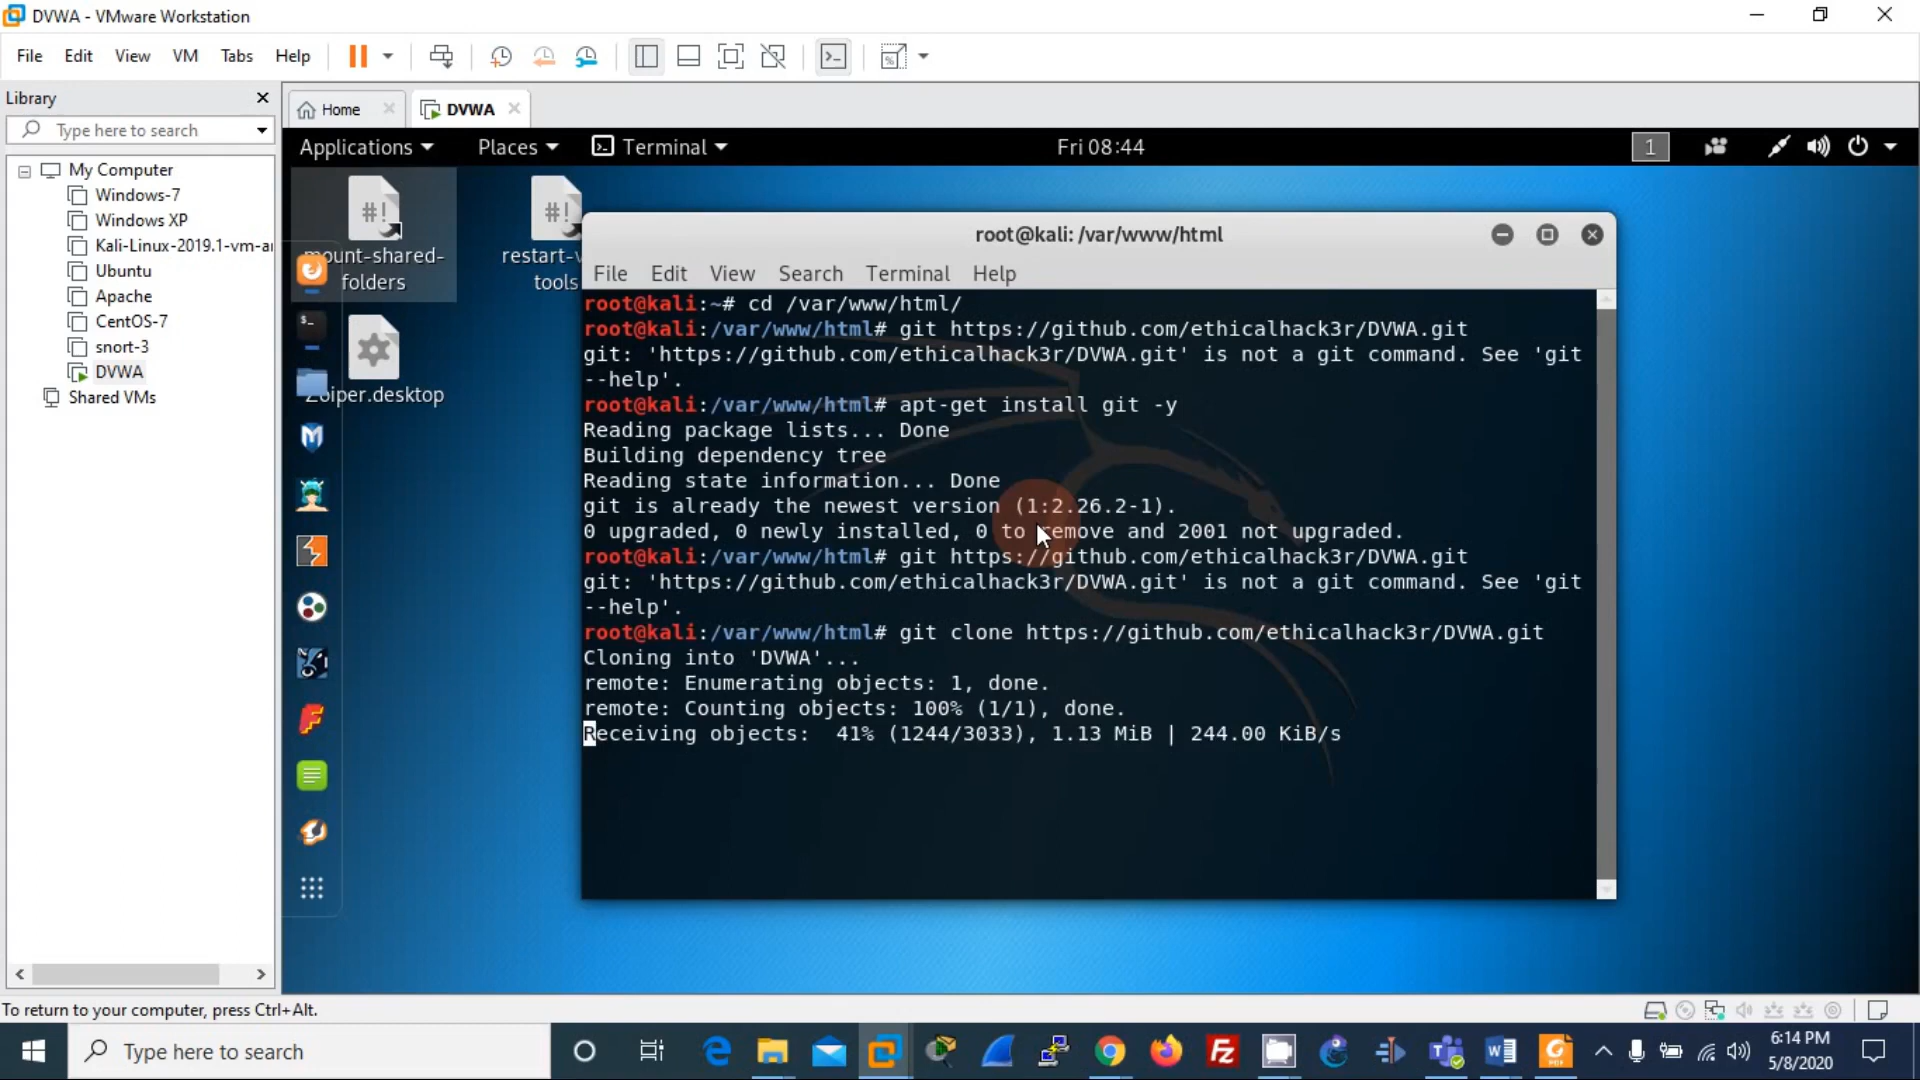 DVWA - VMware Workstation
File Edit View VM Tabs Help
Library
Type here to search
My Computer
Windows-7
Windows XP
Kali-Linux-2019.1-vm-a
Ubuntu
Apache
CentOS-7
snort-3
DVWA
Shared VMs
Home
DVWA
Applications Places Terminal Fri 08:44 1
#!
ount-shared-
folders
#!
restart-v
tools
oiper.desktop
root@kali: /var/www/html
File Edit View Search Terminal Help
root@kali:~# cd /var/www/html/
root@kali:/var/www/html# git https://github.com/ethicalhack3r/DVWA.git
git: 'https://github.com/ethicalhack3r/DVWA.git' is not a git command. See 'git
--help'.
root@kali:/var/www/html# apt-get install git -y
Reading package lists... Done
Building dependency tree
Reading state information... Done
git is already the newest version (1:2.26.2-1).
0 upgraded, 0 newly installed, 0 to remove and 2001 not upgraded.
root@kali:/var/www/html# git https://github.com/ethicalhack3r/DVWA.git
git: 'https://github.com/ethicalhack3r/DVWA.git' is not a git command. See 'git
--help'.
root@kali:/var/www/html# git clone https://github.com/ethicalhack3r/DVWA.git
Cloning into 'DVWA'...
remote: Enumerating objects: 1, done.
remote: Counting objects: 100% (1/1), done.
Receiving objects:  41% (1244/3033), 1.13 MiB | 244.00 KiB/s
To return to your computer, press Ctrl+Alt.
Type here to search
6:14 PM
5/8/2020